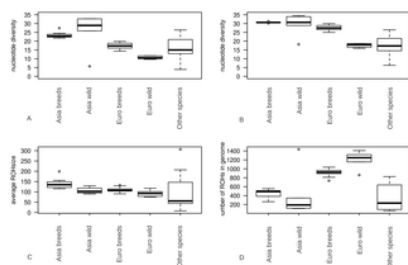 nucleotide diversity
35
30
25
20
15
10
5
0
Asia breeds
Asia wild
Euro breeds
Euro wild
Other species
A
nucleotide diversity
35
30
25
20
15
10
5
0
Asia breeds
Asia wild
Euro breeds
Euro wild
Other species
B
average ROHsize
300
250
200
150
100
50
0
Asia breeds
Asia wild
Euro breeds
Euro wild
Other species
C
number of ROHs in genome
1400
1200
1000
800
600
400
200
Asia breeds
Asia wild
Euro breeds
Euro wild
Other species
D